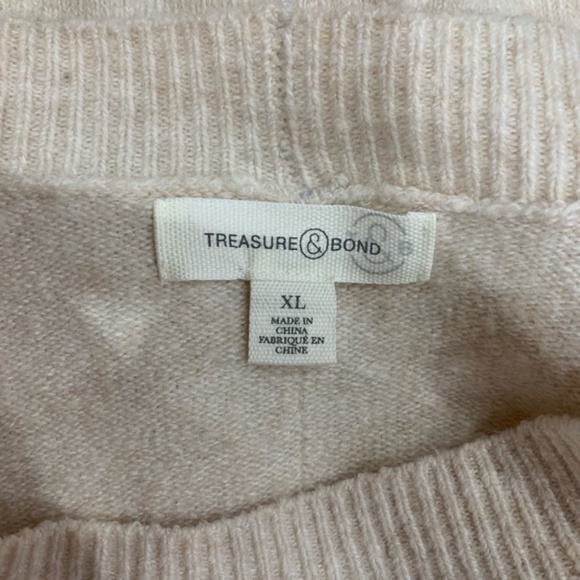 TREASURE & BOND
XL
MADE IN
CHINA
FABRIQUÉ EN
CHINE